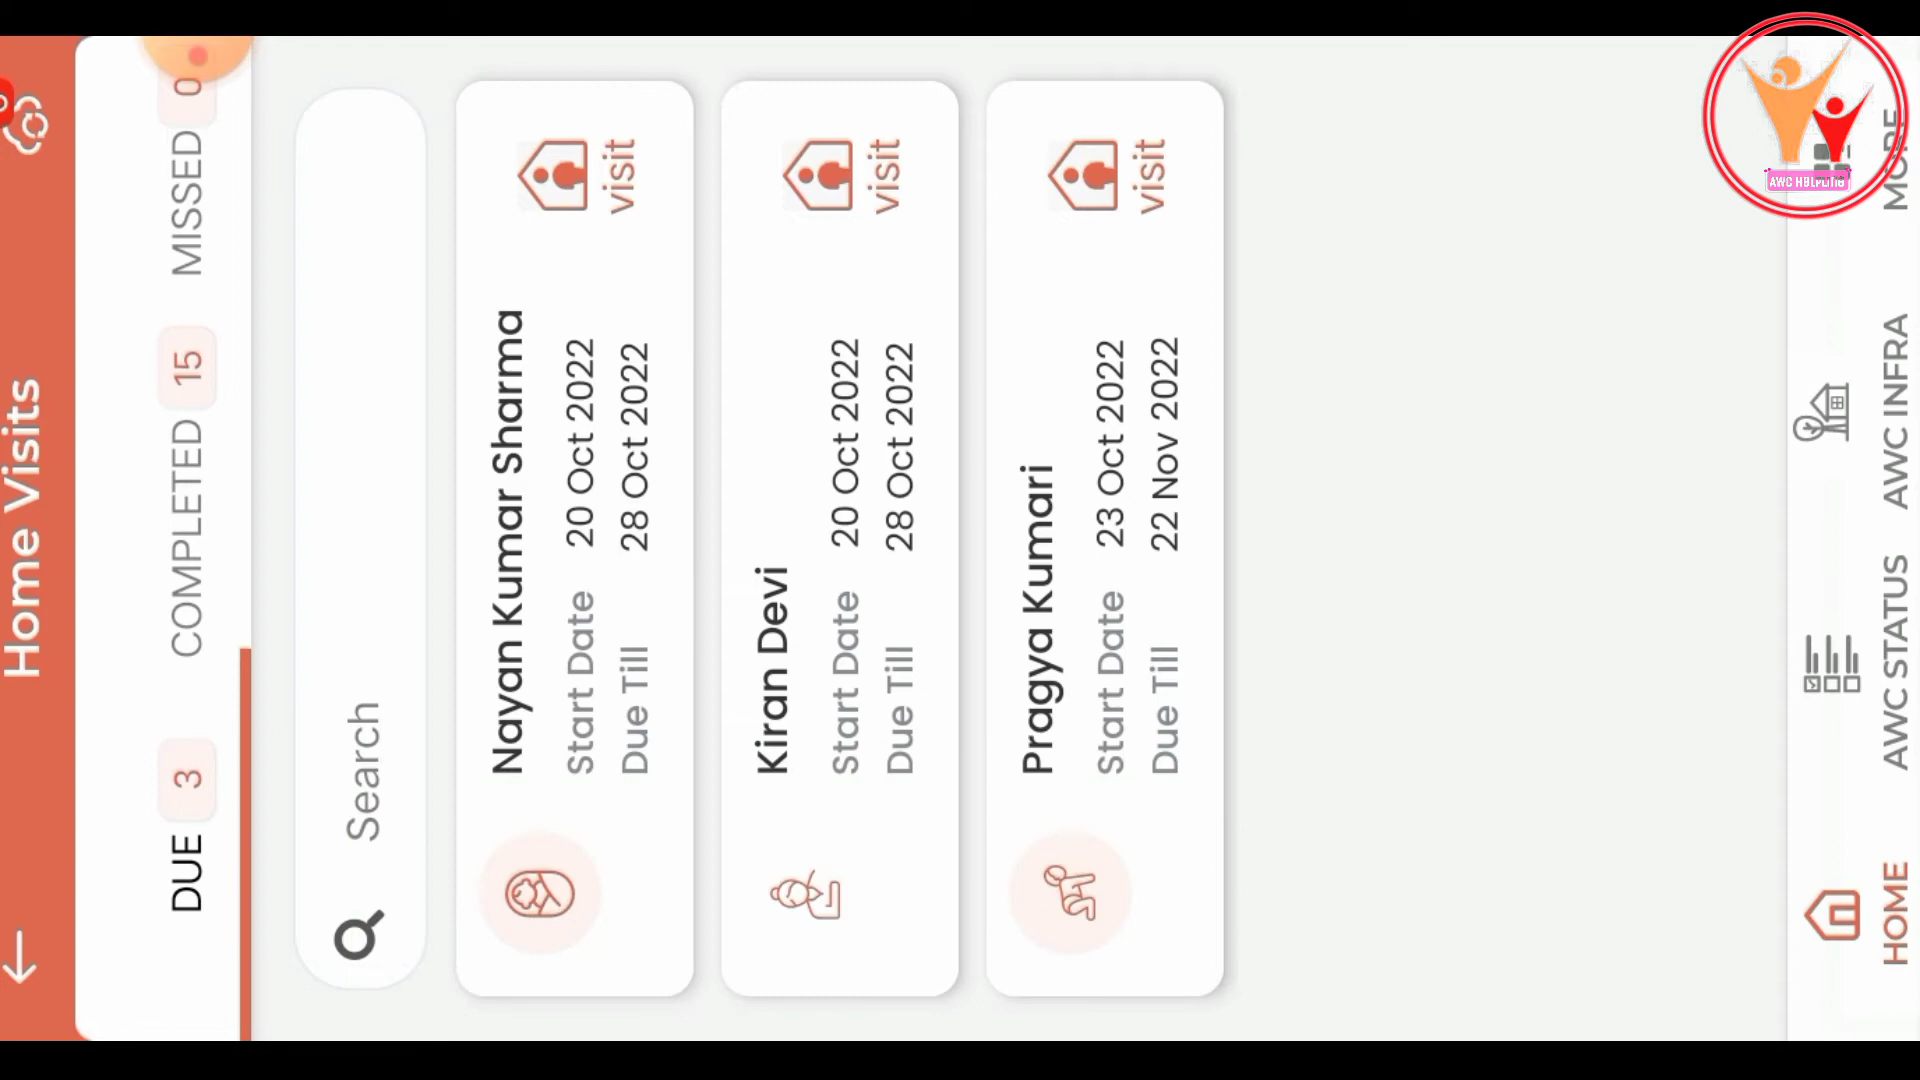 Home Visits
DUE 3
COMPLETED 15
MISSED 0
Search
Nayan Kumar Sharma
Start Date 20 Oct 2022
Due Till 28 Oct 2022
visit
Kiran Devi
Start Date 20 Oct 2022
Due Till 28 Oct 2022
visit
Pragya Kumari
Start Date 23 Oct 2022
Due Till 22 Nov 2022
visit
HOME
AWC STATUS
AWC INFRA
MORE